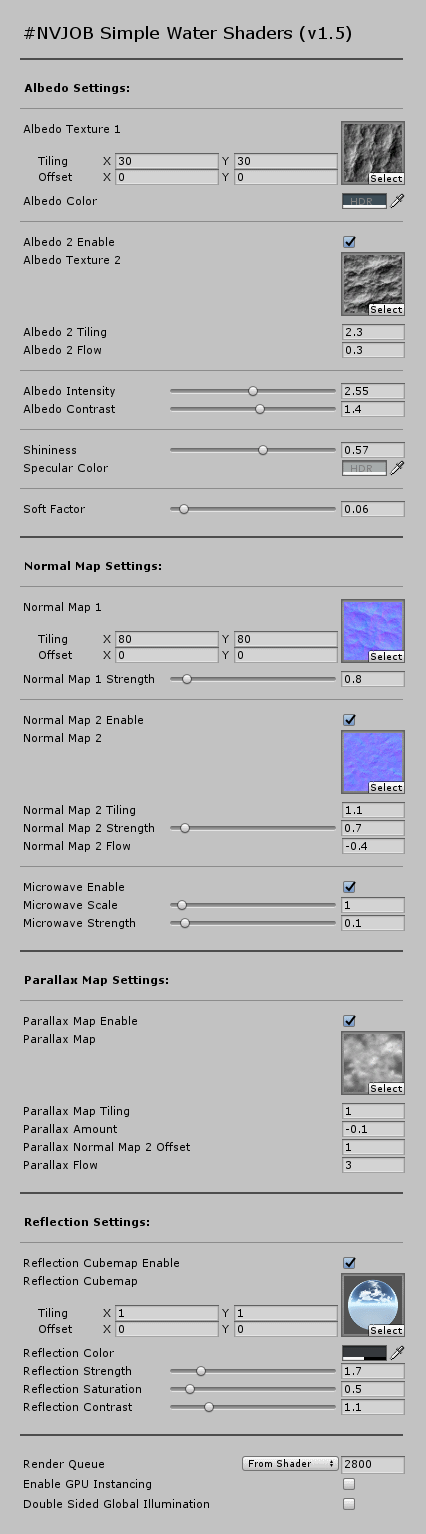 #NVJOB Simple Water Shaders (v1.5)
Albedo Settings:
Albedo Texture 1
Tiling X 30 Y 30
Offset X 0 Y 0
Select
Albedo Color HDR
Albedo 2 Enable
Albedo Texture 2
Select
Albedo 2 Tiling 2.3
Albedo 2 Flow 0.3
Albedo Intensity 2.55
Albedo Contrast 1.4
Shininess 0.57
Specular Color HDR
Soft Factor 0.06
Normal Map Settings:
Normal Map 1
Tiling X 80 Y 80
Offset X 0 Y 0
Select
Normal Map 1 Strength 0.8
Normal Map 2 Enable
Normal Map 2
Select
Normal Map 2 Tiling 1.1
Normal Map 2 Strength 0.7
Normal Map 2 Flow -0.4
Microwave Enable
Microwave Scale 1
Microwave Strength 0.1
Parallax Map Settings:
Parallax Map Enable
Parallax Map
Select
Parallax Map Tiling 1
Parallax Amount -0.1
Parallax Normal Map 2 Offset 1
Parallax Flow 3
Reflection Settings:
Reflection Cubemap Enable
Reflection Cubemap
Tiling X 1 Y 1
Offset X 0 Y 0
Select
Reflection Color
Reflection Strength 1.7
Reflection Saturation 0.5
Reflection Contrast 1.1
Render Queue From Shader 2800
Enable GPU Instancing
Double Sided Global Illumination